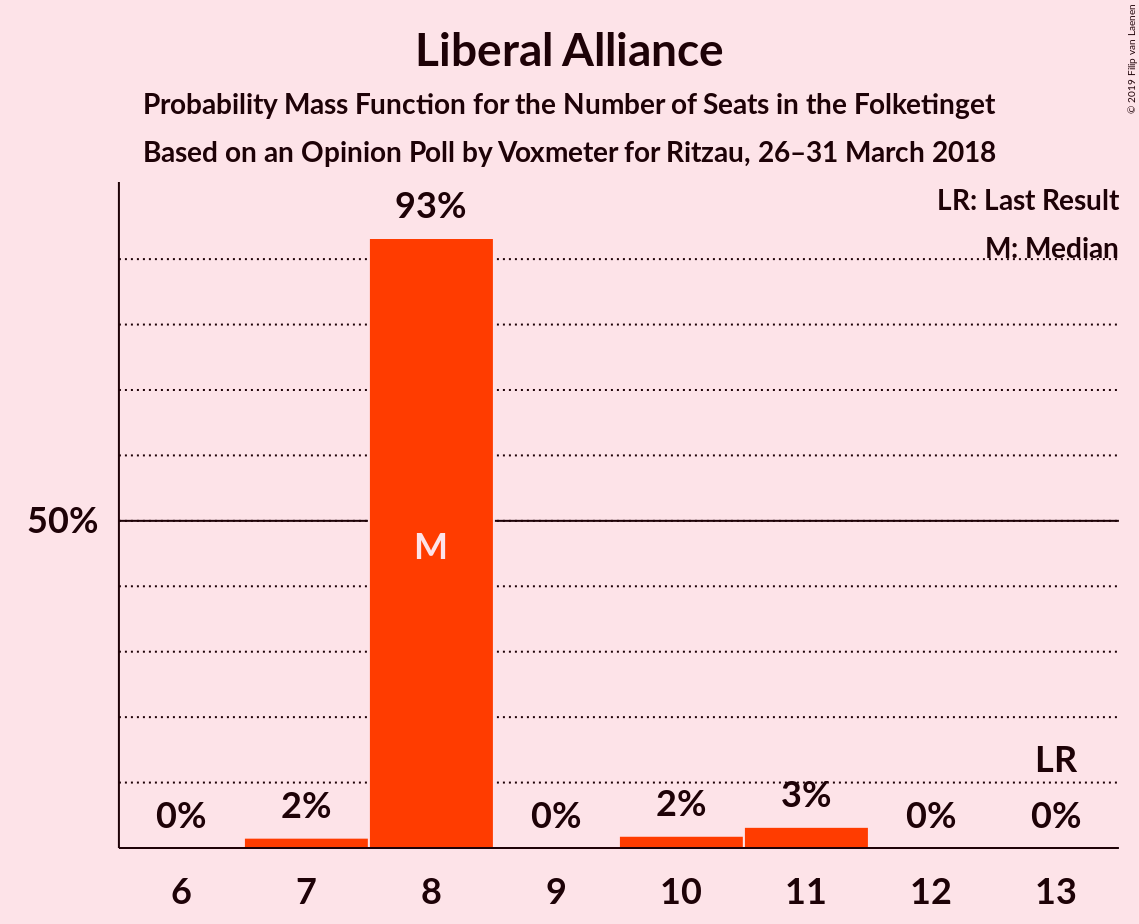 Liberal Alliance
Probability Mass Function for the Number of Seats in the Folketinget
Based on an Opinion Poll by Voxmeter for Ritzau, 26–31 March 2018
© 2019 Filip van Laenen
LR: Last Result
M: Median
93%
50%
M
LR
0%
2%
0%
2%
3%
0%
0%
6 7 8 9 10 11 12 13